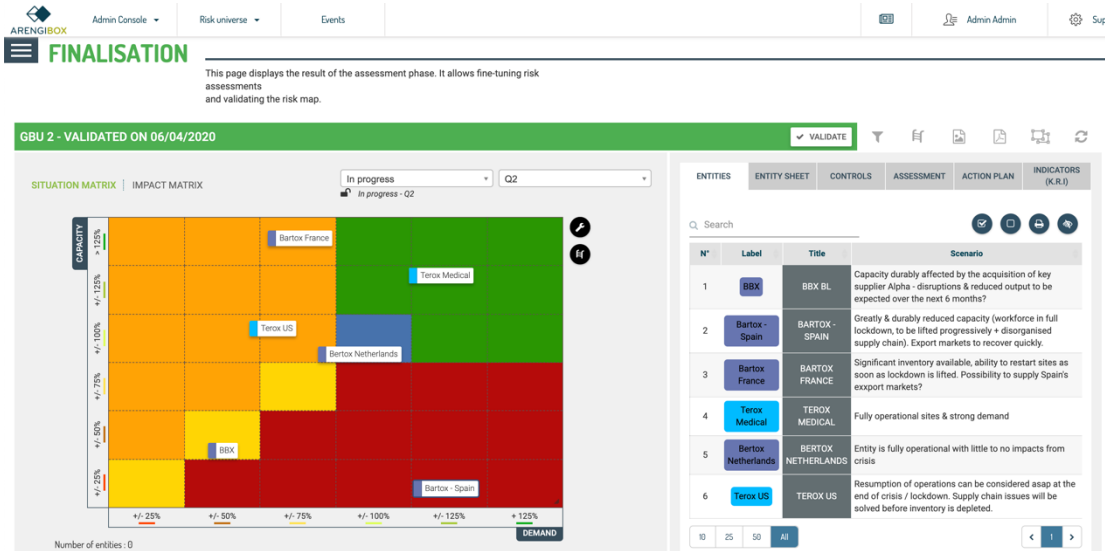 ARENGIBOX
Admin Console
Risk universe
Events
Admin Admin
Sup
FINALISATION
This page displays the result of the assessment phase. It allows fine-tuning risk
assessments
and validating the risk map.
GBU 2 - VALIDATED ON 06/04/2020
VALIDATE
SITUATION MATRIX | IMPACT MATRIX
In progress
Q2
In progress - Q2
CAPACITY
> 125%
+/- 125%
+/- 100%
+/- 75%
+/- 50%
+/- 25%
Bartox France
Terox Medical
Terox US
Bertox Netherlands
BBX
Bartox - Spain
+/- 25%
+/- 50%
+/- 75%
+/- 100%
+/- 125%
+ 125%
DEMAND
Number of entities : 0
ENTITIES
ENTITY SHEET
CONTROLS
ASSESSMENT
ACTION PLAN
INDICATORS
(K.R.I)
Search
N° Label Title Scenario
1 BBX BBX BL
Capacity durably affected by the acquisition of key
supplier Alpha - disruptions & reduced output to be
expected over the next 6 months?
2
Bartox -
Spain
BARTOX -
SPAIN
Greatly & durably reduced capacity (workforce in full
lockdown, to be lifted progressively + disorganised
supply chain). Export markets to recover quickly.
3
Bartox
France
BARTOX
FRANCE
Significant inventory available, ability to restart sites as
soon as lockdown is lifted. Possibility to supply Spain's
exxport markets?
4
Terox
Medical
TEROX
MEDICAL
Fully operational sites & strong demand
5
Bertox
Netherlands
BERTOX
NETHERLANDS
Entity is fully operational with little to no impacts from
crisis
6 Terox US TEROX US
Resumption of operations can be considered asap at the
end of crisis / lockdown. Supply chain issues will be
solved before inventory is depleted.
10 25 50 All
< 1 >